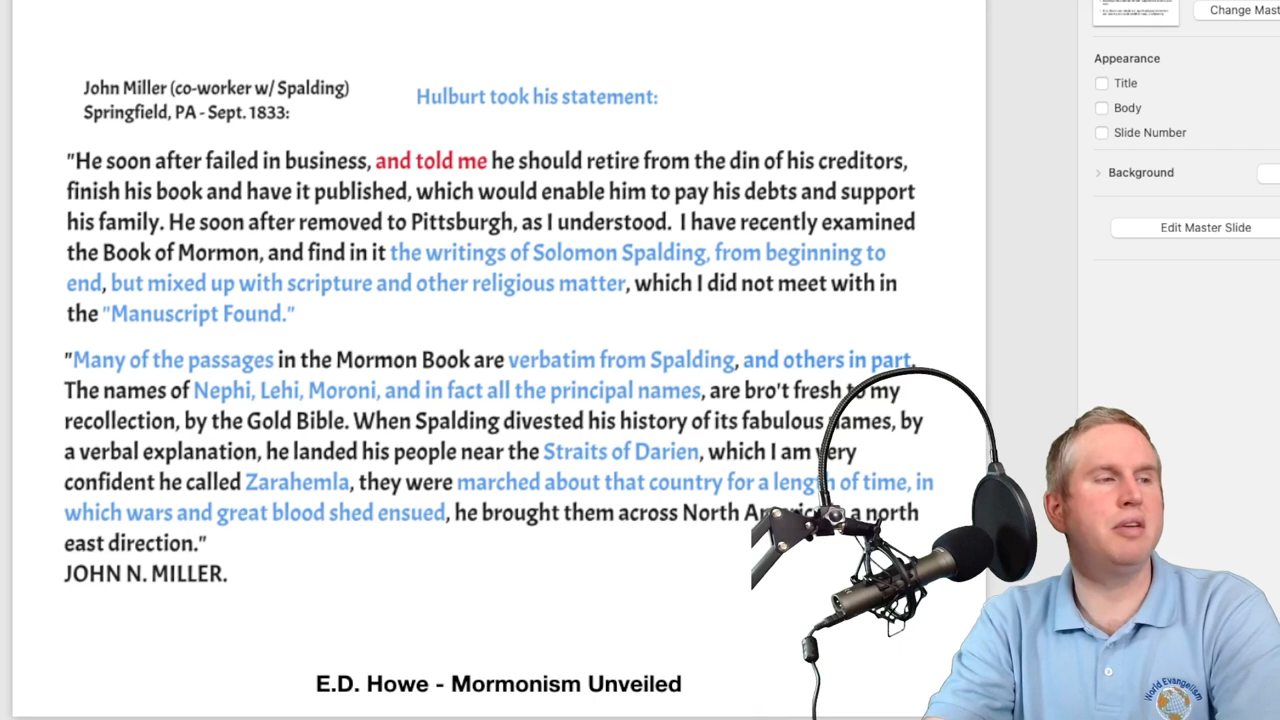 John Miller (co-worker w/ Spalding)
Springfield, PA - Sept. 1833:
Hulburt took his statement:
"He soon after failed in business, and told me he should retire from the din of his creditors,
finish his book and have it published, which would enable him to pay his debts and support
his family. He soon after removed to Pittsburgh, as I understood. I have recently examined
the Book of Mormon, and find in it the writings of Solomon Spalding, from beginning to
end, but mixed up with scripture and other religious matter, which I did not meet with in
the "Manuscript Found."
"Many of the passages in the Mormon Book are verbatim from Spalding, and others in part.
The names of Nephi, Lehi, Moroni, and in fact all the principal names, are bro't fresh to my
recollection, by the Gold Bible. When Spalding divested his history of its fabulous names, by
a verbal explanation, he landed his people near the Straits of Darien, which I am very
confident he called Zarahemla, they were marched about that country for a length of time, in
which wars and great blood shed ensued, he brought them across North a north
east direction."
JOHN N. MILLER.
E.D. Howe - Mormonism Unveiled
Change Mast
Appearance
Title
Body
Slide Number
Background
Edit Master Slide
World Evangelism